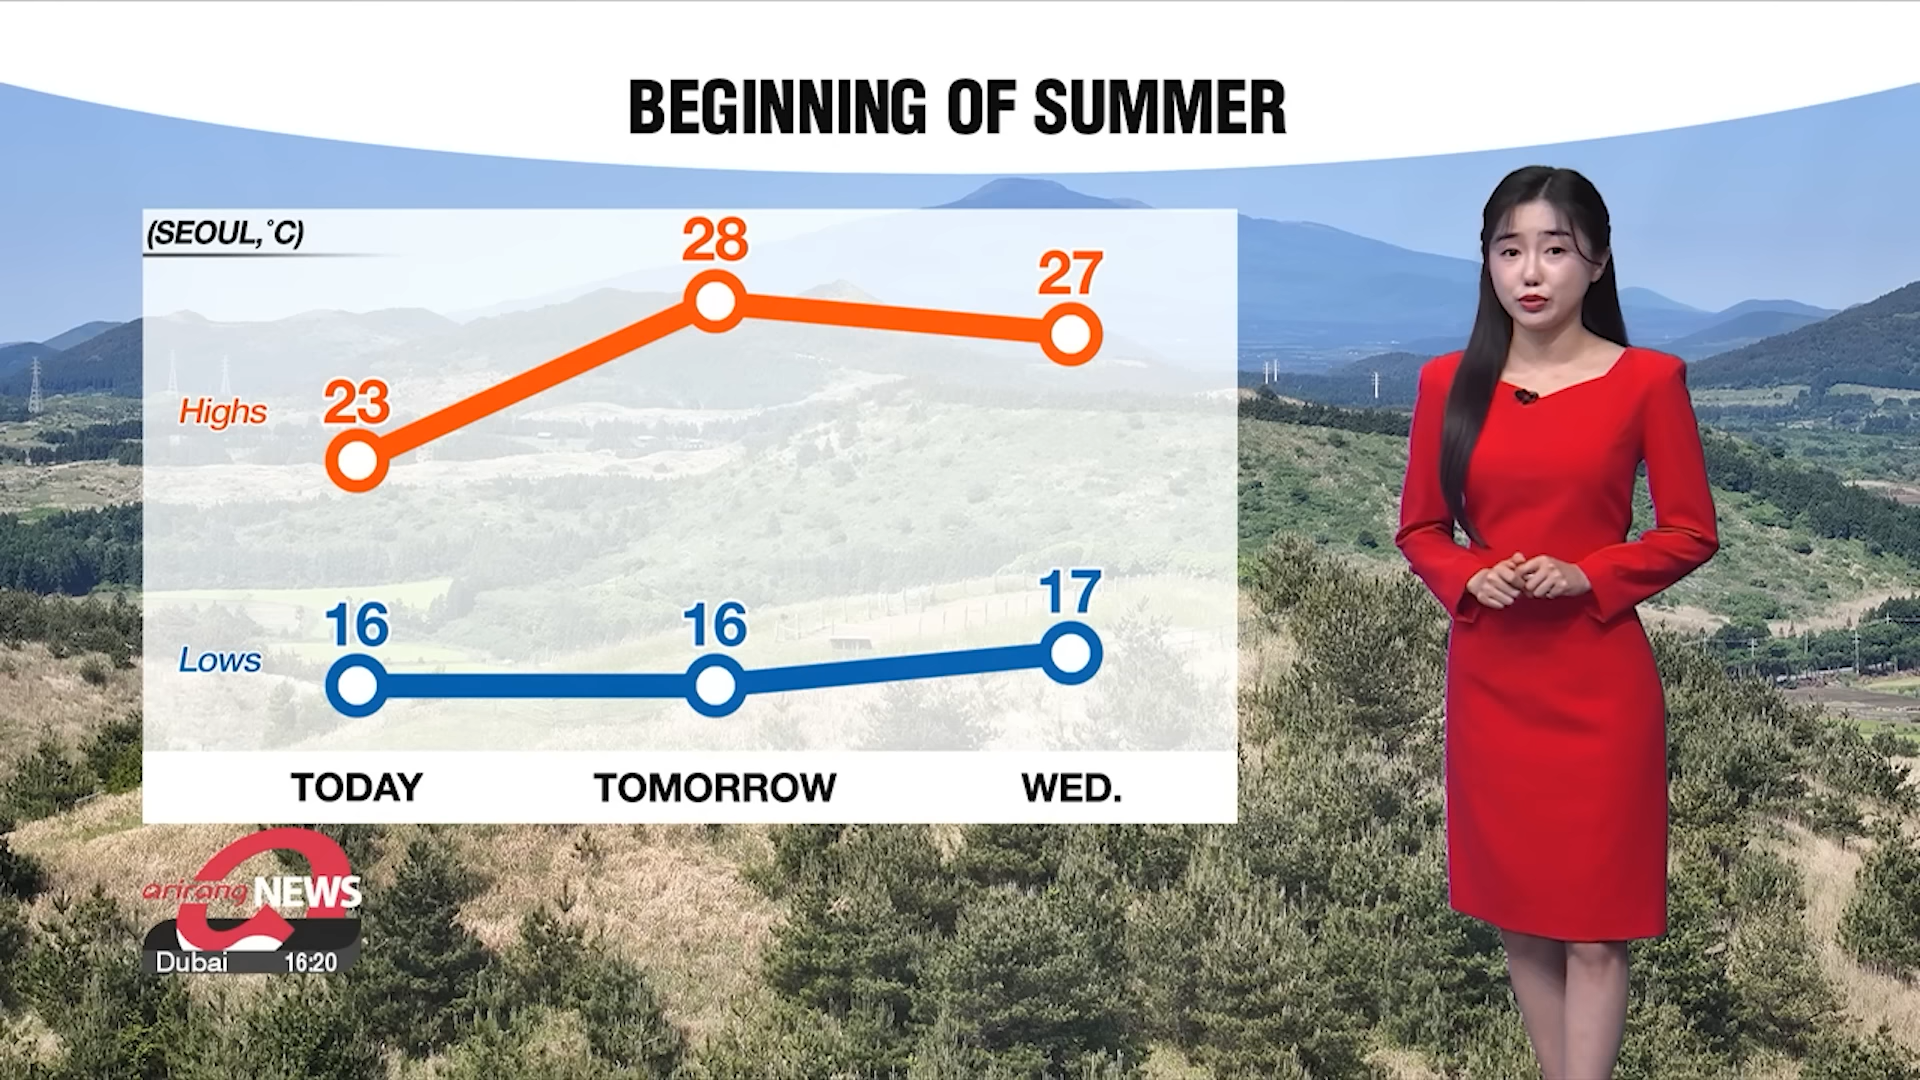 BEGINNING OF SUMMER
(SEOUL,°C)
28
27
Highs
23
17
16
16
Lows
TODAY
TOMORROW
WED.
arirang NEWS
Dubai 16:20